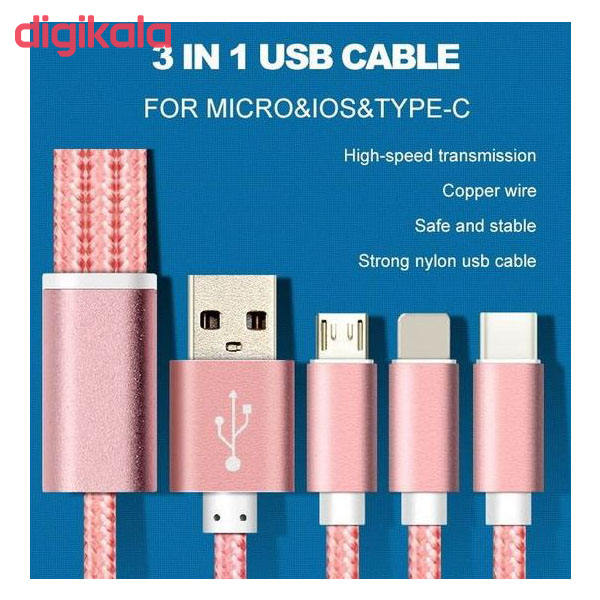 digikala
3 IN 1 USB CABLE
FOR MICRO&IOS&TYPE-C
High-speed transmission
Copper wire
Safe and stable
Strong nylon usb cable